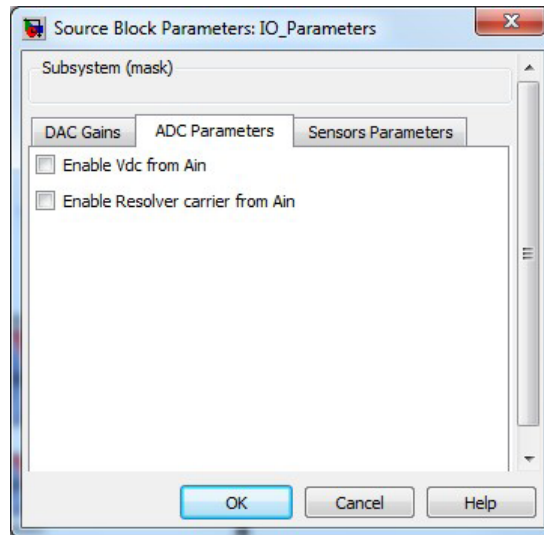 Source Block Parameters: IO_Parameters
Subsystem (mask)
DAC Gains ADC Parameters Sensors Parameters
Enable Vdc from Ain
Enable Resolver carrier from Ain
OK Cancel Help